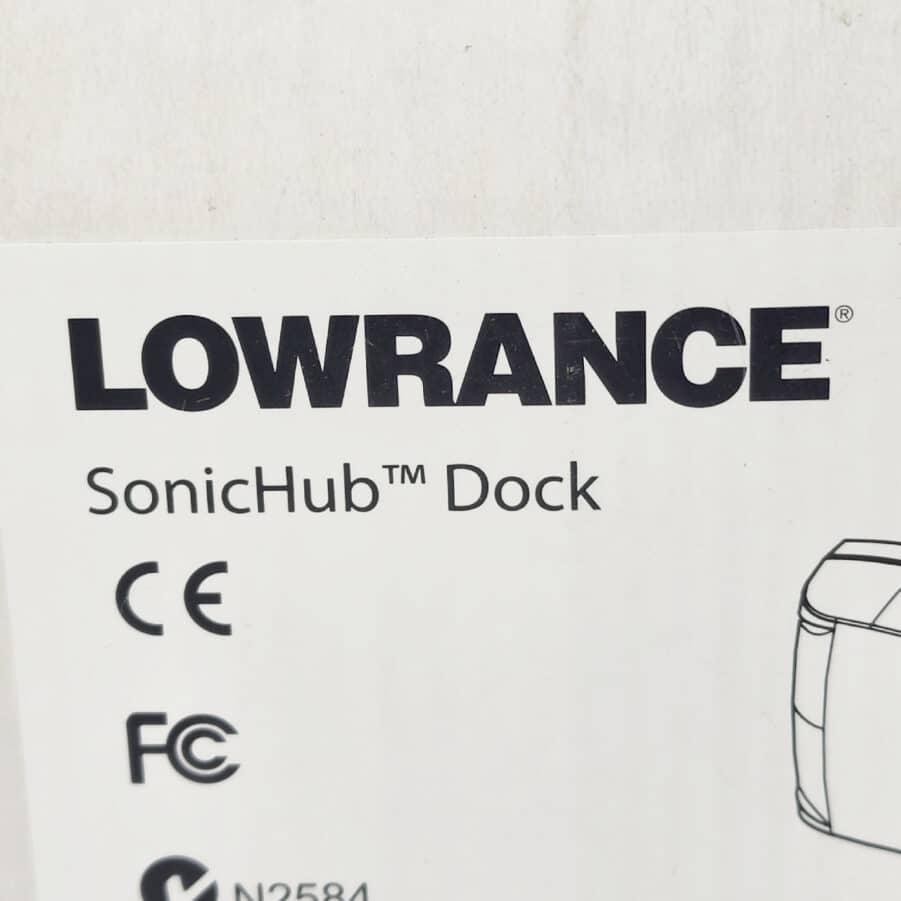 LOWRANCE®
SonicHub™ Dock
CE
FC
N2584